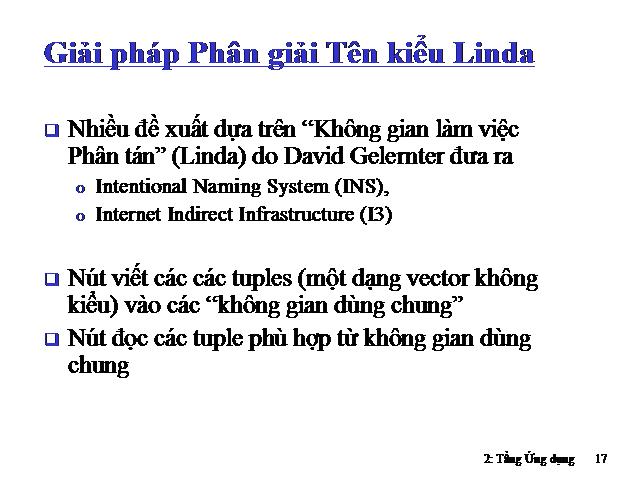 Giải pháp Phân giải Tên kiểu Linda
Nhiều đề xuất dựa trên “Không gian làm việc
Phân tán” (Linda) do David Gelernter đưa ra
o Intentional Naming System (INS),
o Internet Indirect Infrastructure (I3)
Nút viết các các tuples (một dạng vector không
kiểu) vào các “không gian dùng chung”
Nút đọc các tuple phù hợp từ không gian dùng
chung
2: Tầng Ứng dụng 17